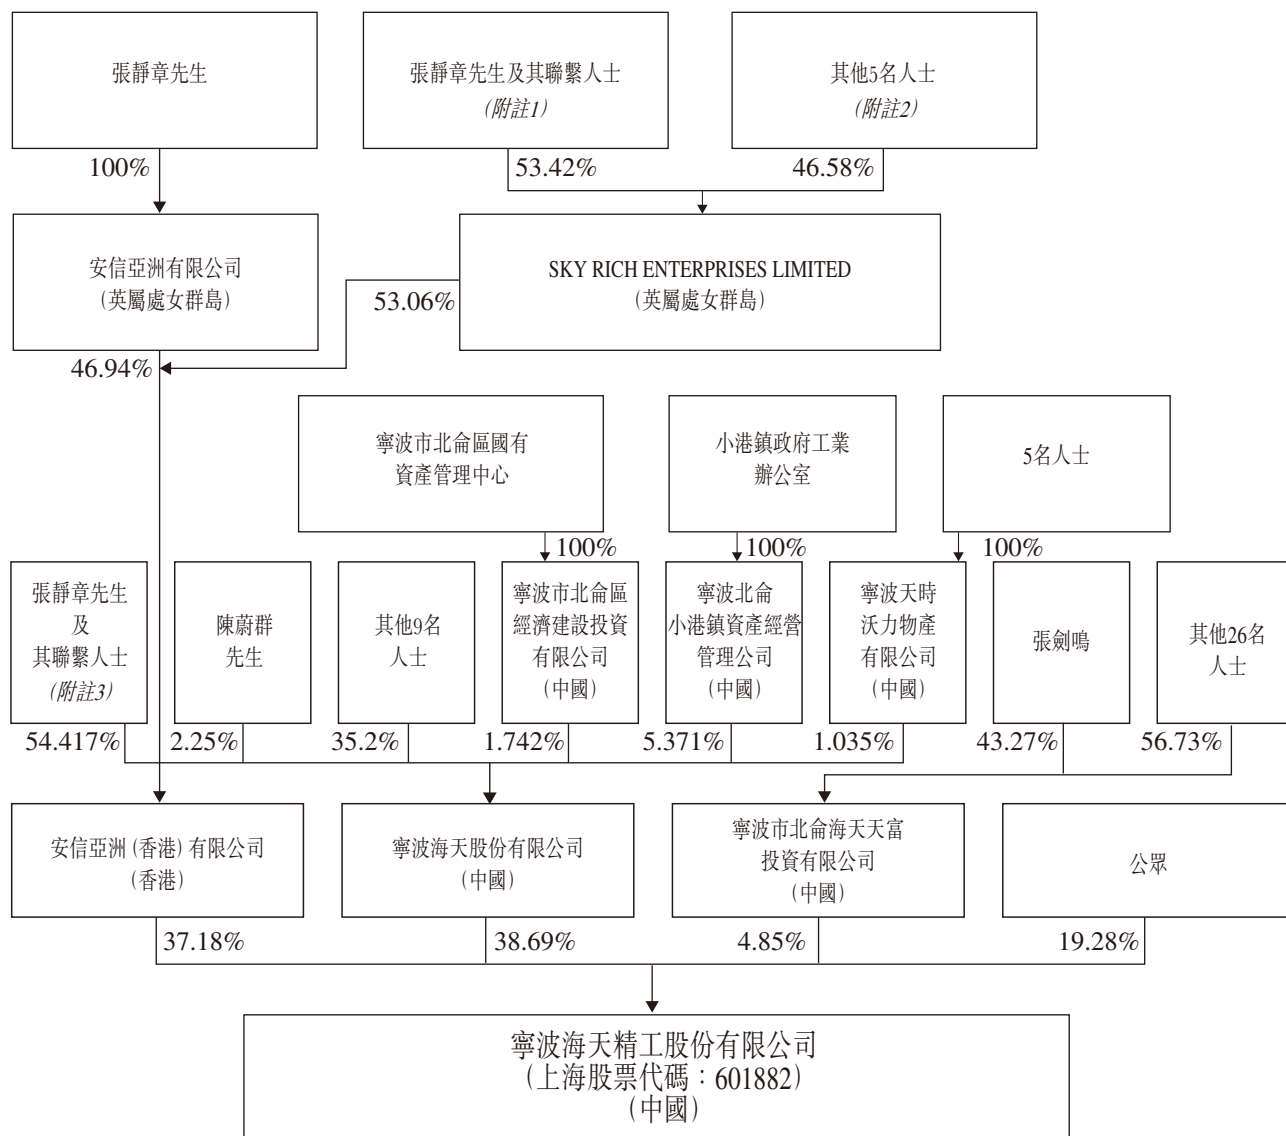 張靜章先生
張靜章先生及其聯繫人士
(附註1)
其他5名人士
(附註2)
100%
53.42%
46.58%
安信亞洲有限公司
(英屬處女群島)
SKY RICH ENTERPRISES LIMITED
(英屬處女群島)
53.06%
46.94%
寧波市北侖區國有
資產管理中心
小港鎮政府工業
辦公室
5名人士
100%
100%
100%
張靜章先生
及
其聯繫人士
(附註3)
陳蔚群
先生
其他9名
人士
寧波市北侖區
經濟建設投資
有限公司
(中國)
寧波北侖
小港鎮資產經營
管理公司
(中國)
寧波天時
沃力物產
有限公司
(中國)
張劍鳴
其他26名
人士
54.417%
2.25%
35.2%
1.742%
5.371%
1.035%
43.27%
56.73%
安信亞洲(香港)有限公司
(香港)
寧波海天股份有限公司
(中國)
寧波市北侖海天天富
投資有限公司
(中國)
公眾
37.18%
38.69%
4.85%
19.28%
寧波海天精工股份有限公司
(上海股票代碼：601882)
(中國)